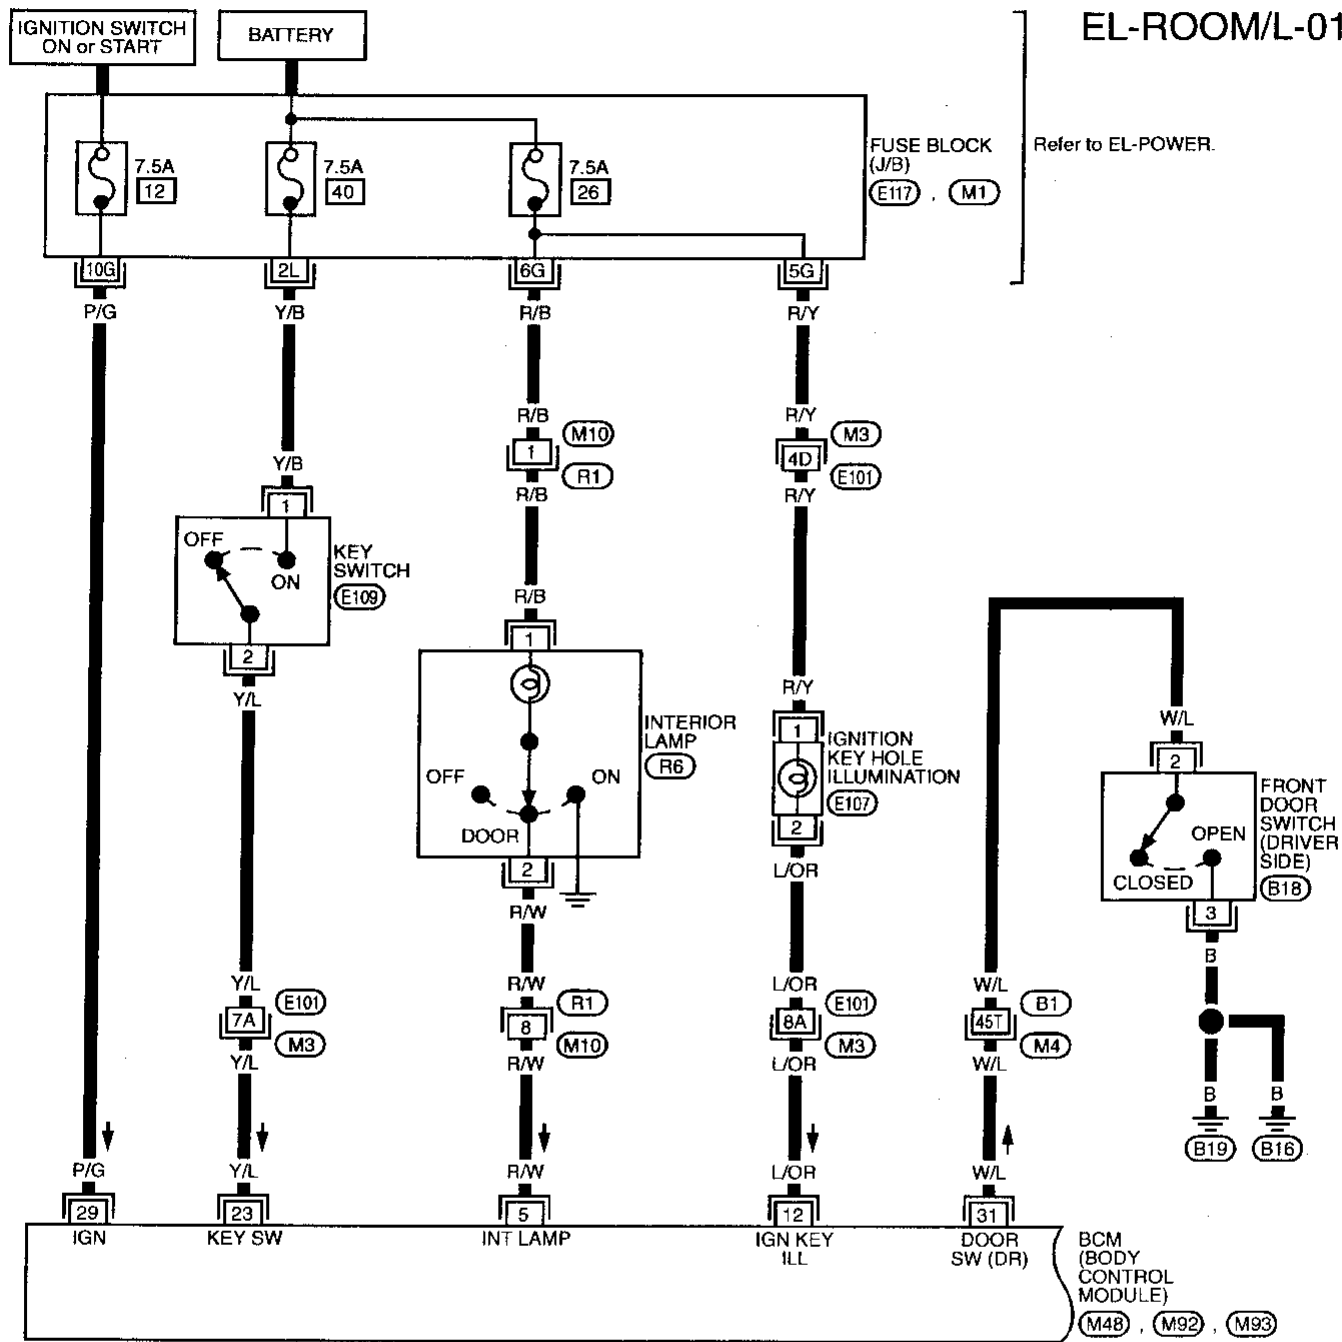 EL-ROOM/L-01
IGNITION SWITCH
ON or START
BATTERY
7.5A
12
7.5A
40
7.5A
26
FUSE BLOCK
(J/B)
E117 , M1
Refer to EL-POWER.
10G
2L
6G
5G
P/G
Y/B
R/B
R/Y
R/B
R/Y
M10
M3
1
4D
R1
E101
Y/B
R/B
R/Y
1
OFF
ON
KEY
SWITCH
E109
2
Y/L
R/B
1
INTERIOR
LAMP
R6
OFF
ON
DOOR
2
R/W
R/Y
1
IGNITION
KEY HOLE
ILLUMINATION
E107
2
L/OR
W/L
2
FRONT
DOOR
SWITCH
(DRIVER
SIDE)
B18
OPEN
CLOSED
3
B
Y/L
R/W
L/OR
W/L
E101
R1
E101
B1
7A
8
8A
45T
M3
M10
M3
M4
Y/L
R/W
L/OR
W/L
B
B
B19
B16
P/G
Y/L
R/W
L/OR
W/L
29
23
5
12
31
IGN
KEY SW
INT LAMP
IGN KEY
ILL
DOOR
SW (DR)
BCM
(BODY
CONTROL
MODULE)
M48 , M92 , M93